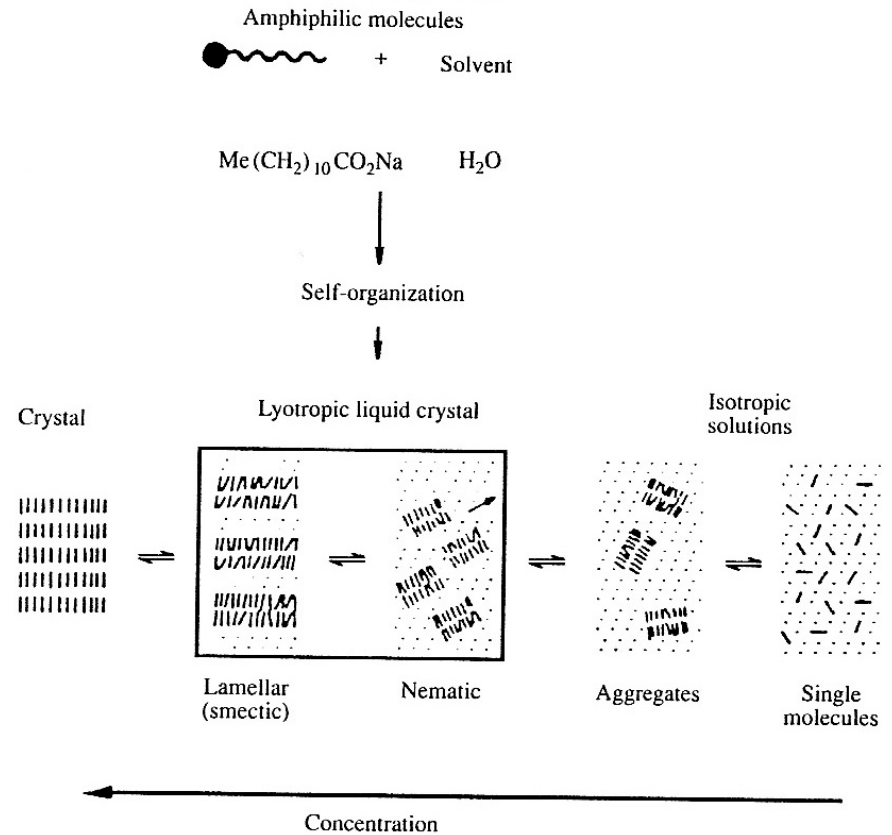 Amphiphilic molecules
+ Solvent
Me(CH₂)₁₀CO₂Na H₂O
Self-organization
Crystal
Lyotropic liquid crystal
Isotropic
solutions
Lamellar
(smectic)
Nematic
Aggregates
Single
molecules
Concentration